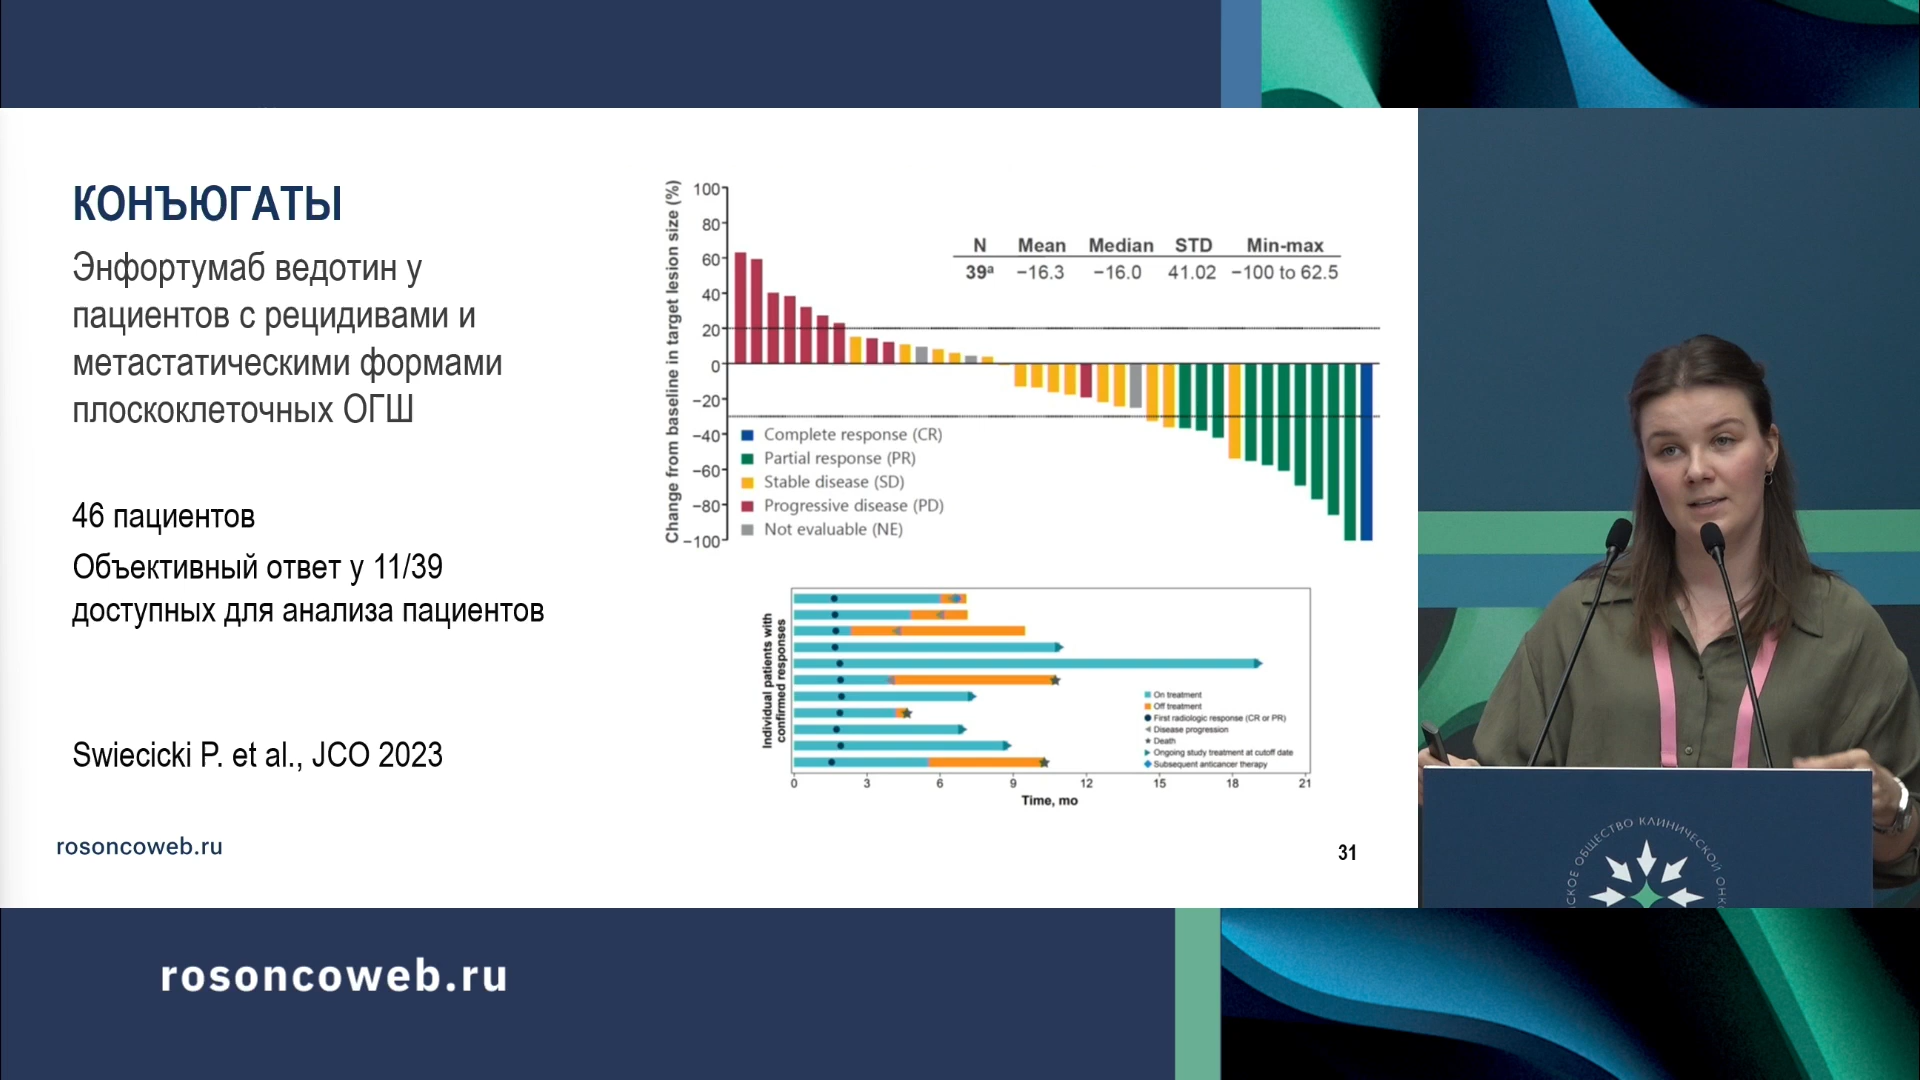 КОНЪЮГАТЫ
Энфортумаб ведотин у
пациентов с рецидивами и
метастатическими формами
плоскоклеточных ОГШ
46 пациентов
Объективный ответ у 11/39
доступных для анализа пациентов
Swiecicki P. et al., JCO 2023
rosoncoweb.ru
Change from baseline in target lesion size (%)
100
80
60
40
20
0
−20
−40
−60
−80
−100
N Mean Median STD Min-max
39ª −16.3 −16.0 41.02 −100 to 62.5
Complete response (CR)
Partial response (PR)
Stable disease (SD)
Progressive disease (PD)
Not evaluable (NE)
Individual patients with
confirmed responses
On treatment
Off treatment
First radiologic response (CR or PR)
Disease progression
Death
Ongoing study treatment at cutoff date
Subsequent anticancer therapy
0 3 6 9 12 15 18 21
Time, mo
31
ОБЩЕСТВО КЛИНИЧЕСКОЙ
rosoncoweb.ru